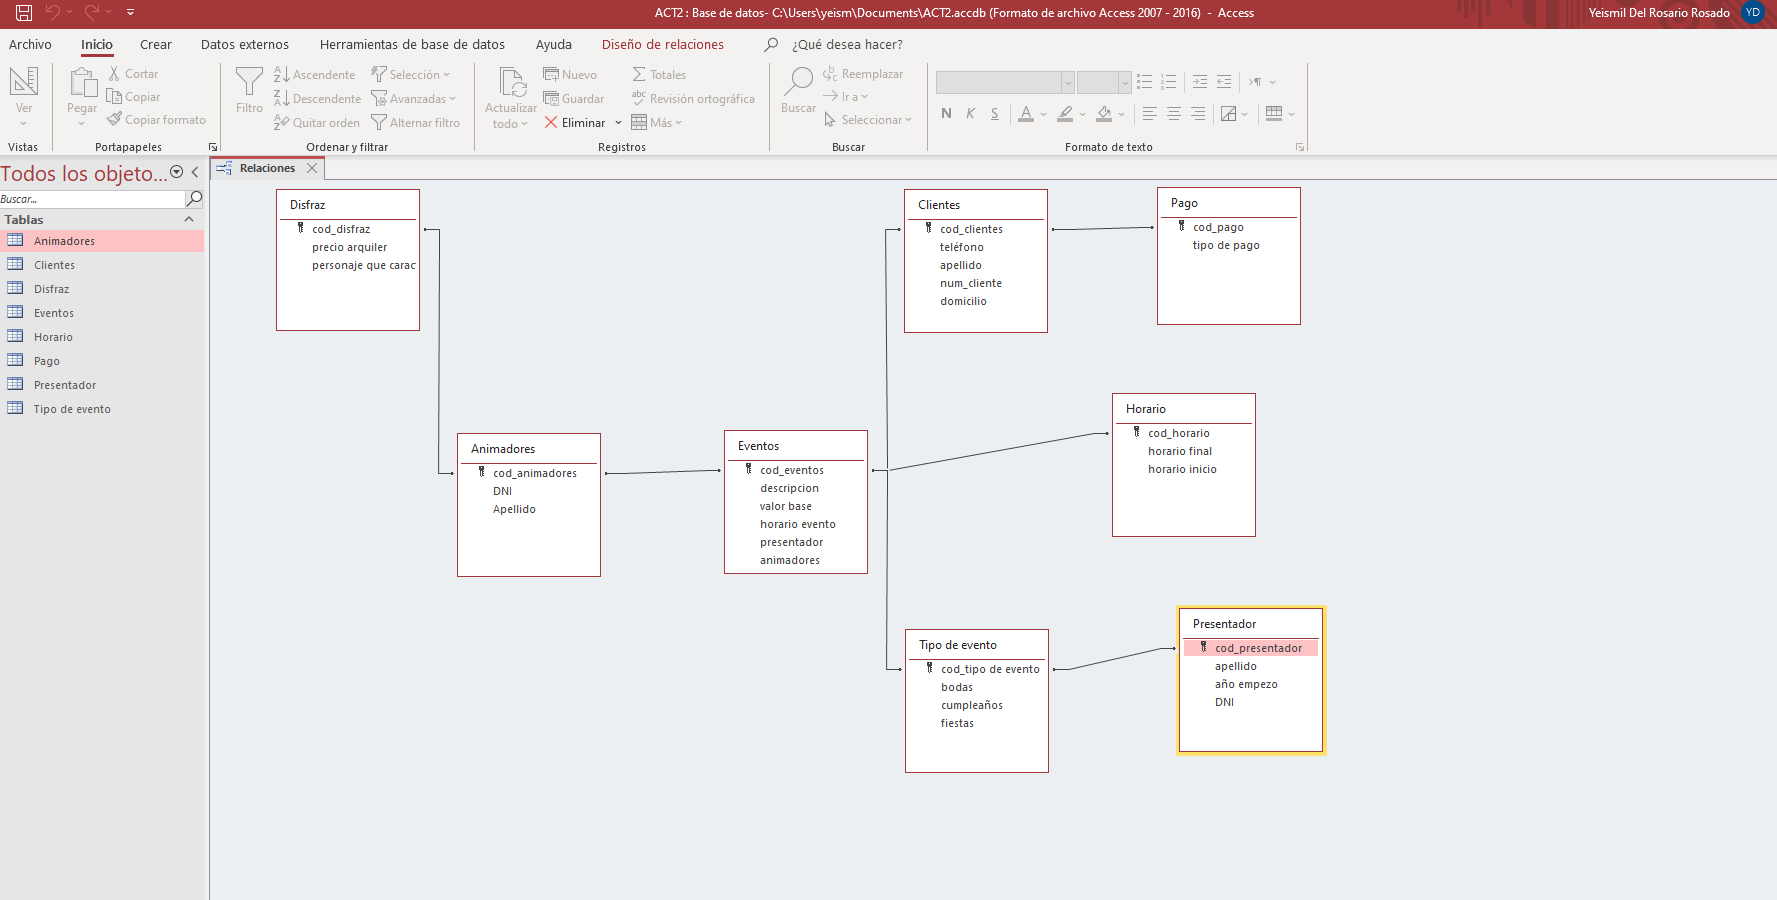 ACT2 : Base de datos- C:\Users\yeism\Documents\ACT2.accdb (Formato de archivo Access 2007 - 2016) - Access
Yeismil Del Rosario Rosado
YD
Archivo
Inicio
Crear
Datos externos
Herramientas de base de datos
Ayuda
Diseño de relaciones
¿Qué desea hacer?
Ver
Vistas
Pegar
Cortar
Copiar
Copiar formato
Portapapeles
Filtro
Ascendente
Descendente
Quitar orden
Selección
Avanzadas
Alternar filtro
Ordenar y filtrar
Actualizar
todo
Nuevo
Guardar
Eliminar
Totales
Revisión ortográfica
Más
Registros
Buscar
Reemplazar
Ir a
Seleccionar
Buscar
N K S
A
Formato de texto
Todos los objeto...
Buscar...
Tablas
Animadores
Clientes
Disfraz
Eventos
Horario
Pago
Presentador
Tipo de evento
Relaciones
Disfraz
cod_disfraz
precio arquiler
personaje que carac
Clientes
cod_clientes
teléfono
apellido
num_cliente
domicilio
Pago
cod_pago
tipo de pago
Horario
cod_horario
horario final
horario inicio
Animadores
cod_animadores
DNI
Apellido
Eventos
cod_eventos
descripcion
valor base
horario evento
presentador
animadores
Tipo de evento
cod_tipo de evento
bodas
cumpleaños
fiestas
Presentador
cod_presentador
apellido
año empezo
DNI